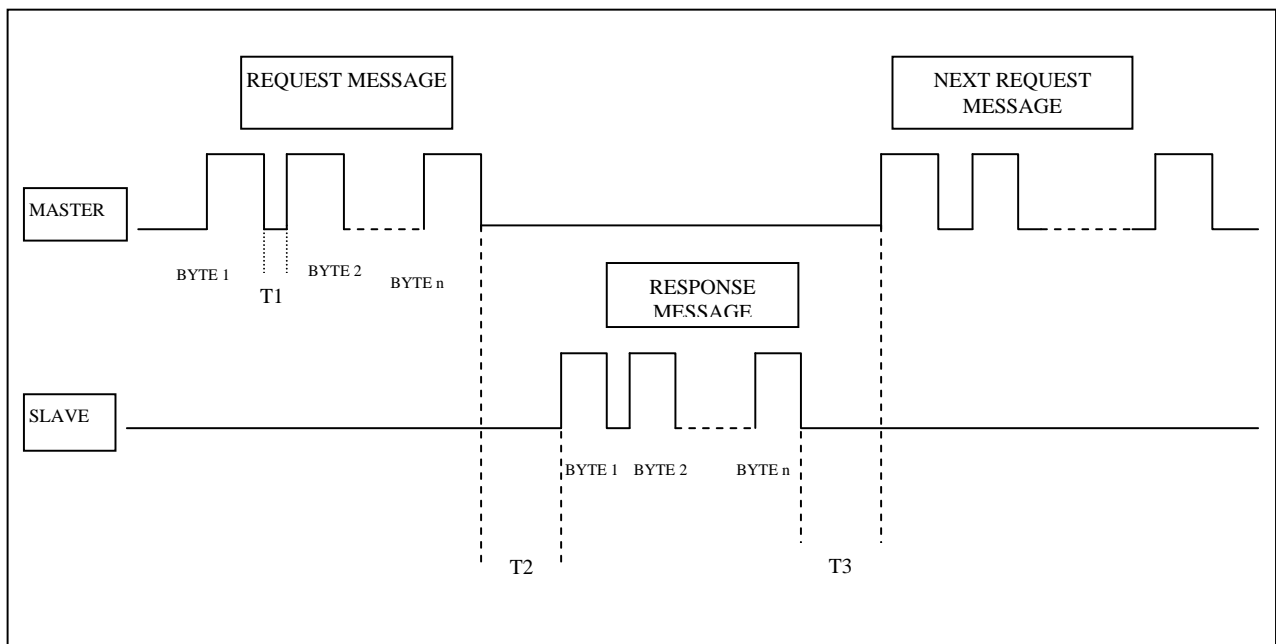 REQUEST MESSAGE
NEXT REQUEST
MESSAGE
MASTER
BYTE 1
BYTE 2
BYTE n
T1
RESPONSE
MESSAGE
SLAVE
BYTE 1
BYTE 2
BYTE n
T2
T3